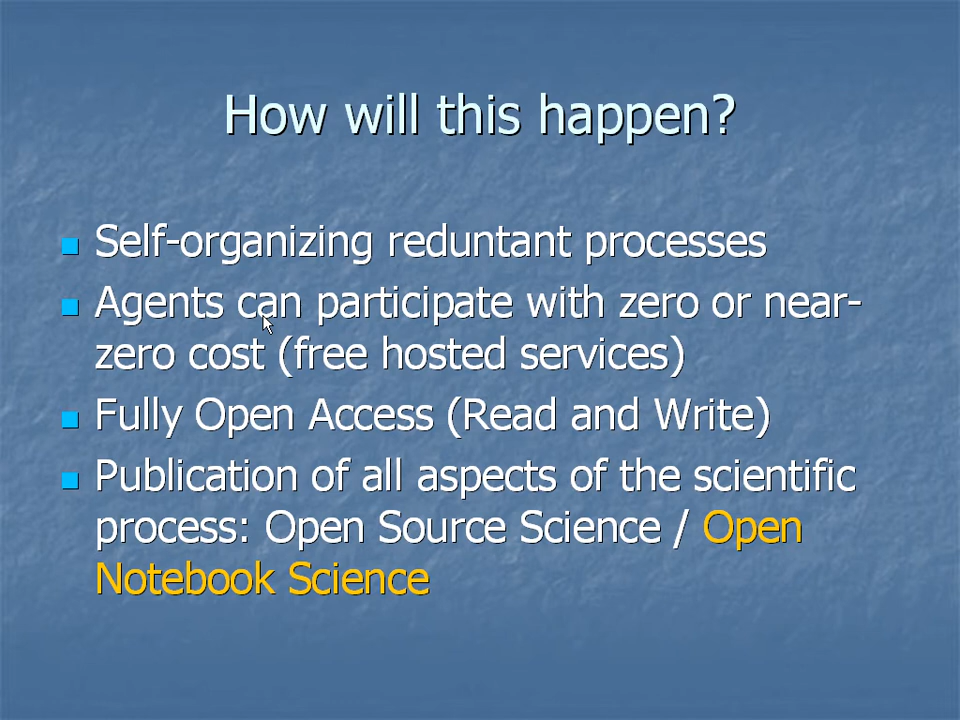 How will this happen?
Self-organizing reduntant processes
Agents can participate with zero or near-
zero cost (free hosted services)
Fully Open Access (Read and Write)
Publication of all aspects of the scientific
process: Open Source Science / Open
Notebook Science